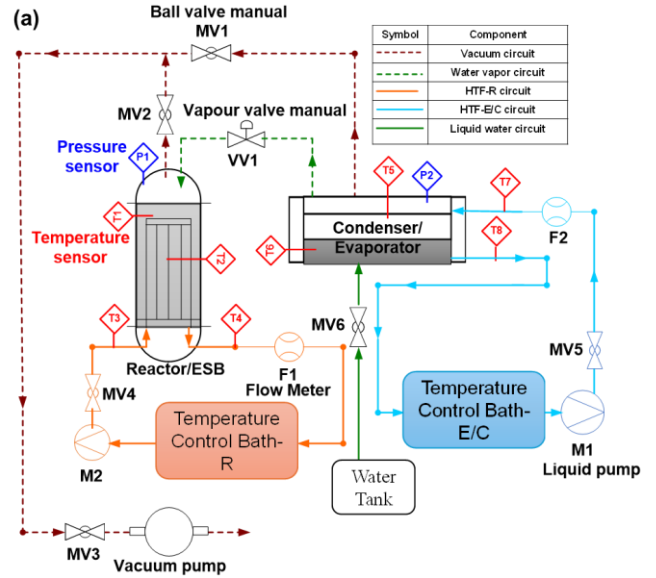 (a)
Ball valve manual
MV1
Symbol Component
Vacuum circuit
Water vapor circuit
HTF-R circuit
HTF-E/C circuit
Liquid water circuit
MV2
Vapour valve manual
VV1
Pressure
sensor
P1
T5
P2
T7
T1
Temperature
sensor
T2
Condenser/
Evaporator
T6
T8
F2
T3
T4
MV6
MV5
Reactor/ESB
F1
Flow Meter
MV4
Temperature
Control Bath-
R
M2
Temperature
Control Bath-
E/C
M1
Liquid pump
Water
Tank
MV3
Vacuum pump